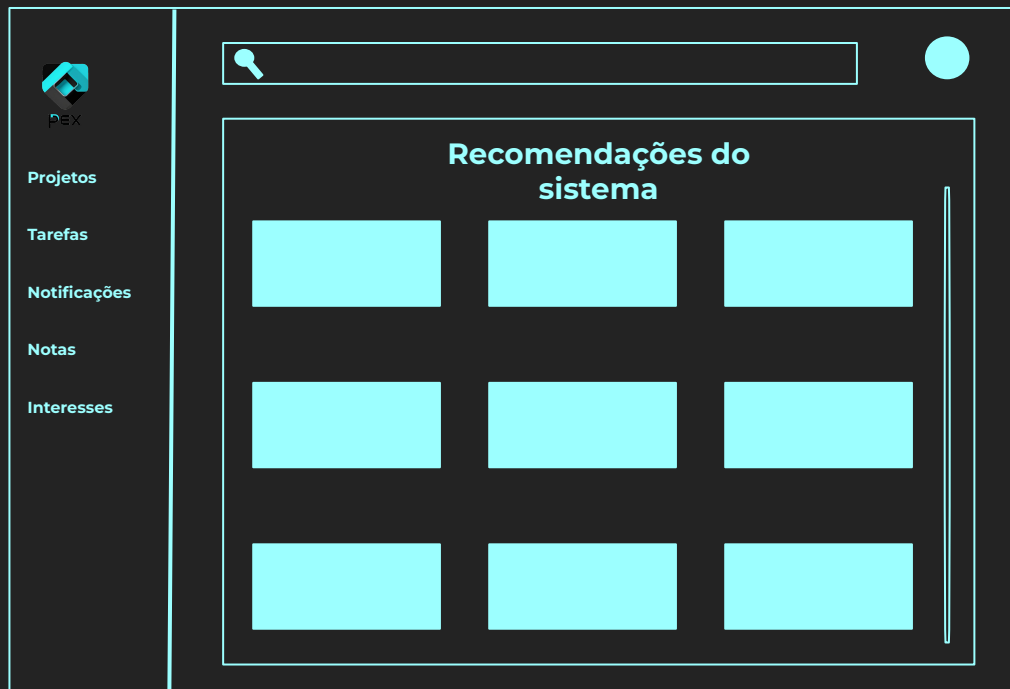 PEX
Projetos
Tarefas
Notificações
Notas
Interesses
Recomendações do
sistema